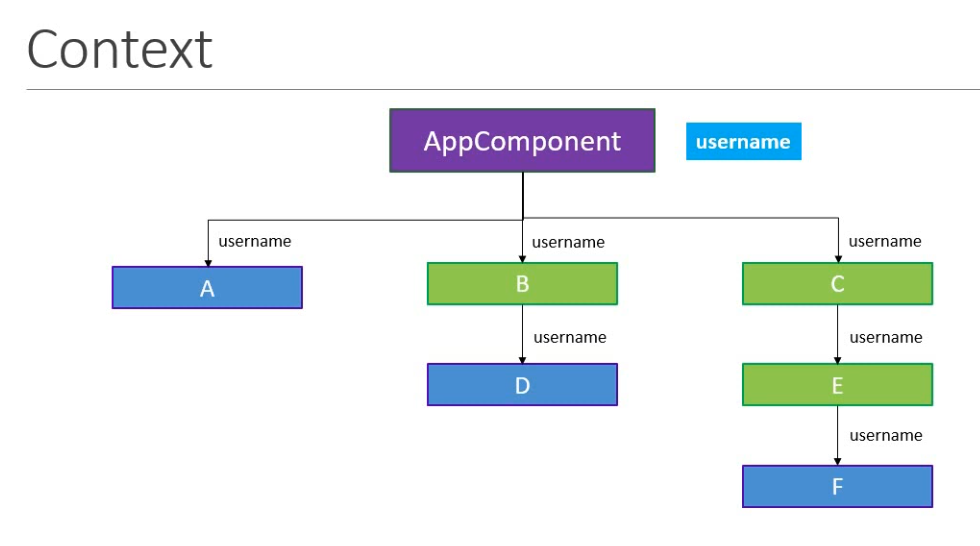 Context
AppComponent
username
username
username
username
A
B
C
username
username
D
E
username
F